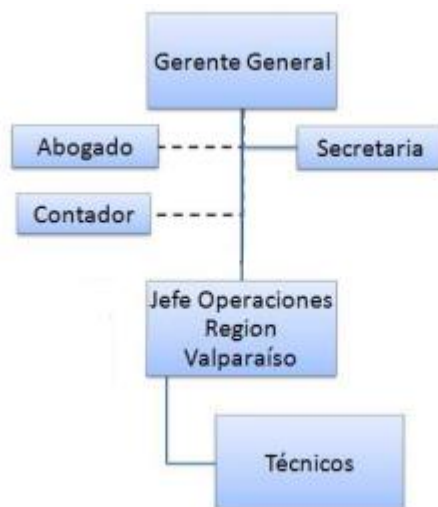 Gerente General
Abogado
Secretaria
Contador
Jefe Operaciones
Region
Valparaíso
Técnicos